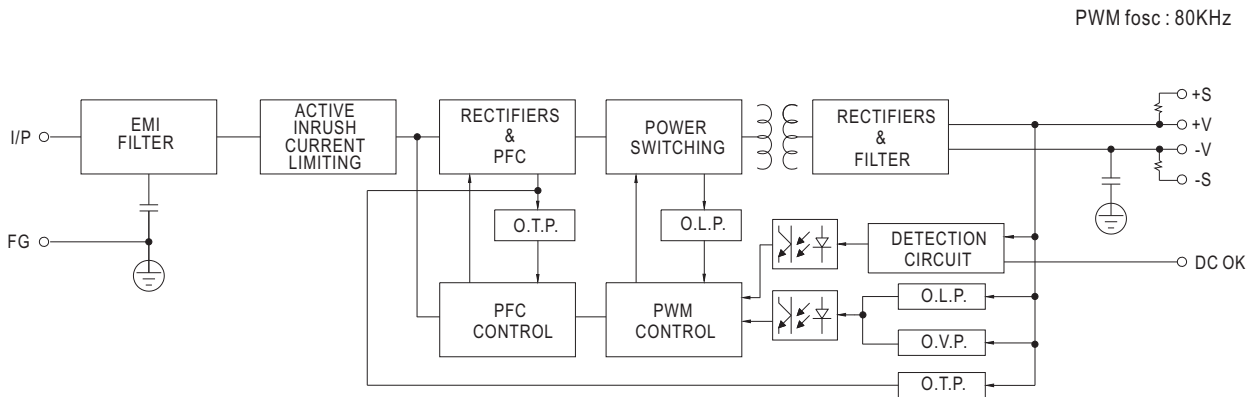 PWM fosc : 80KHz
I/P
EMI
FILTER
ACTIVE
INRUSH
CURRENT
LIMITING
RECTIFIERS
&
PFC
POWER
SWITCHING
RECTIFIERS
&
FILTER
+S
+V
-V
-S
FG
O.T.P.
O.L.P.
DETECTION
CIRCUIT
DC OK
PFC
CONTROL
PWM
CONTROL
O.L.P.
O.V.P.
O.T.P.